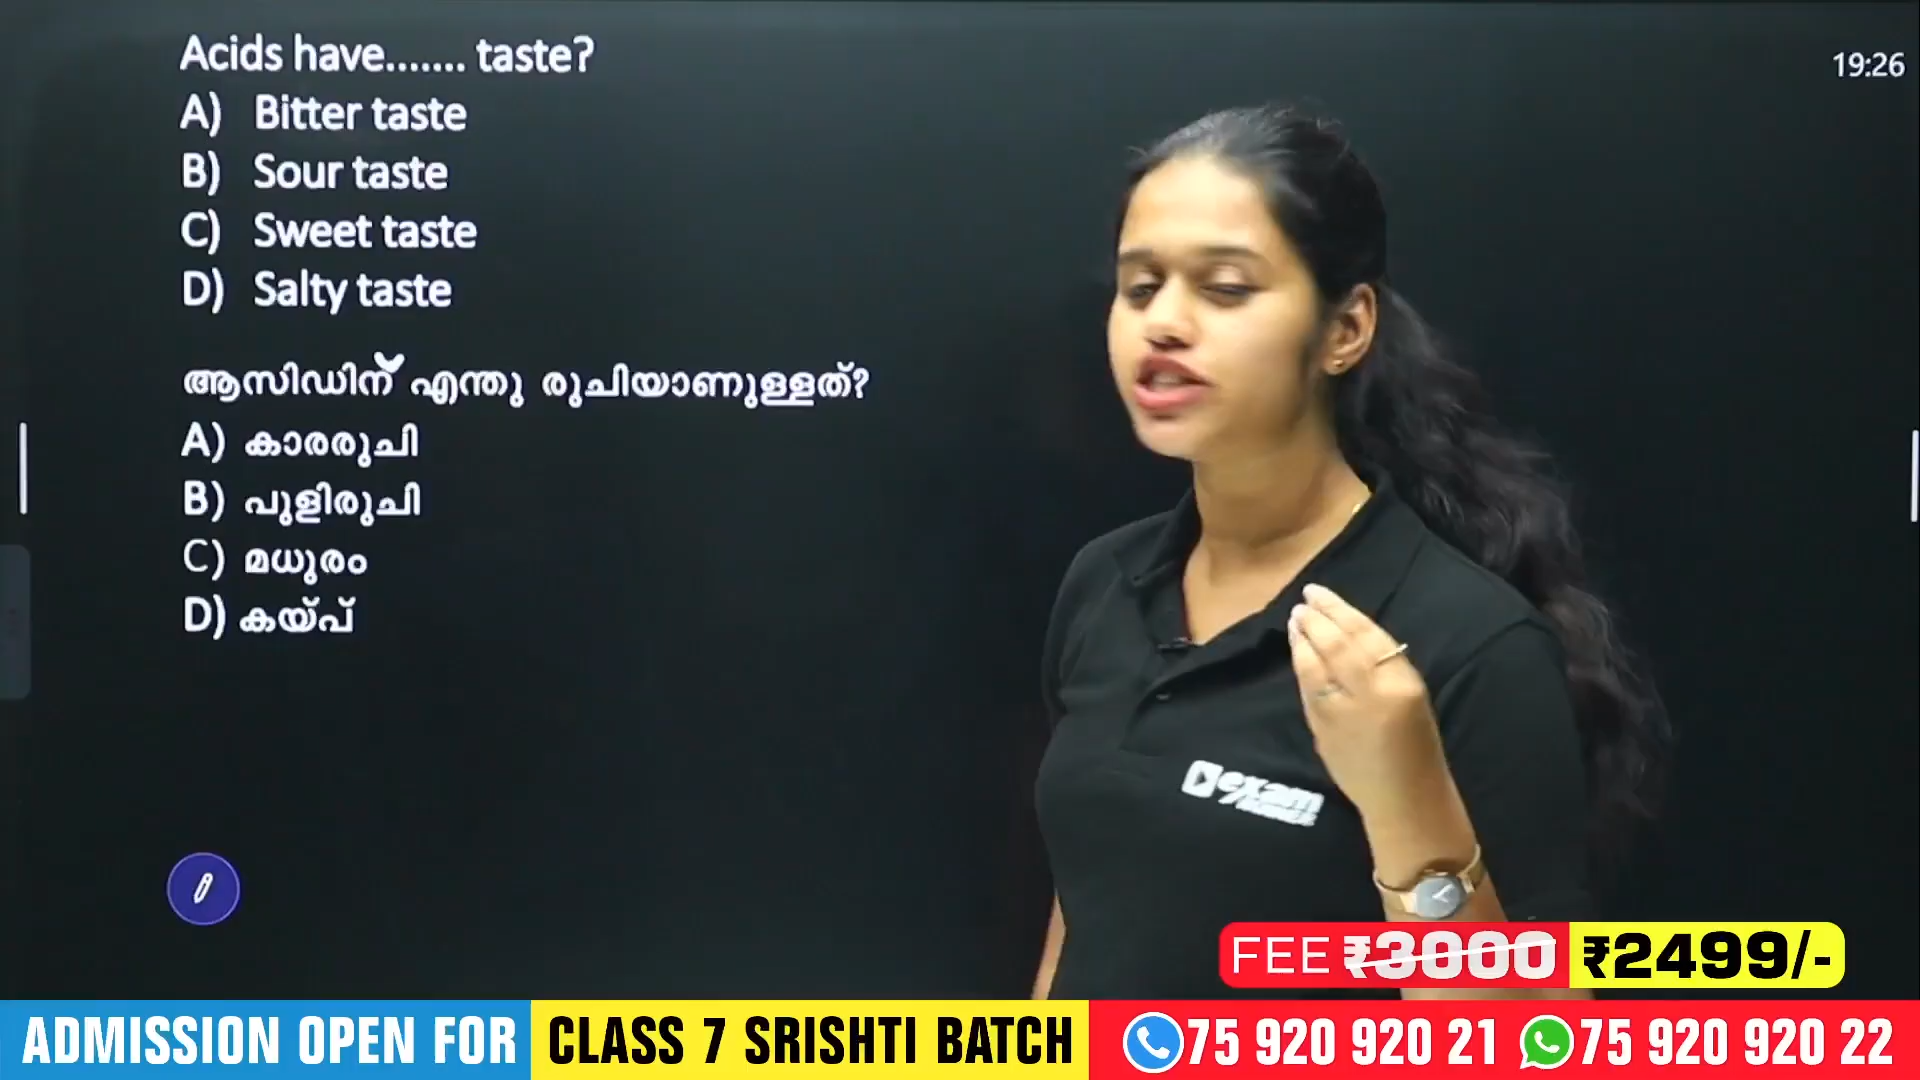 Acids have....... taste?
19:26
A) Bitter taste
B) Sour taste
C) Sweet taste
D) Salty taste
ആസിഡിന് എന്തു രുചിയാണുള്ളത്?
A) കാരരുചി
B) പുളിരുചി
C) മധുരം
D) കയ്പ്
exam
FEE ₹3000 ₹2499/-
ADMISSION OPEN FOR CLASS 7 SRISHTI BATCH 75 920 920 21 75 920 920 22